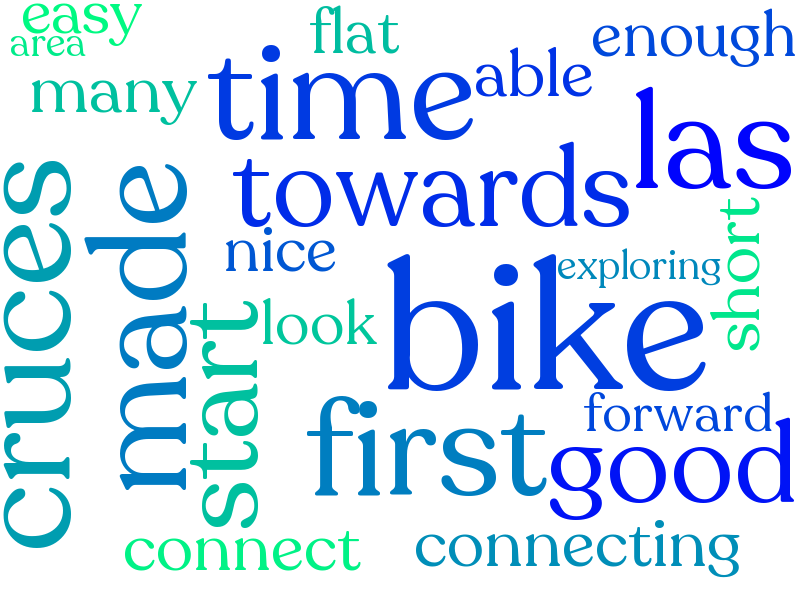 easy
area
many
flat
time
able
enough
las
towards
cruces
made
nice
exploring
short
bike
look
start
first
forward
good
connect
connecting